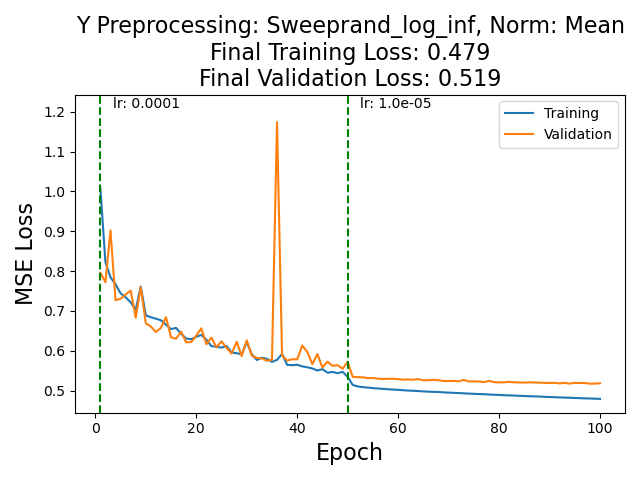 Y Preprocessing: Sweeprand_log_inf, Norm: Mean
Final Training Loss: 0.479
Final Validation Loss: 0.519
lr: 0.0001
lr: 1.0e-05
Training
Validation
1.2
1.1
1.0
0.9
0.8
0.7
0.6
0.5
MSE Loss
0
20
40
60
80
100
Epoch